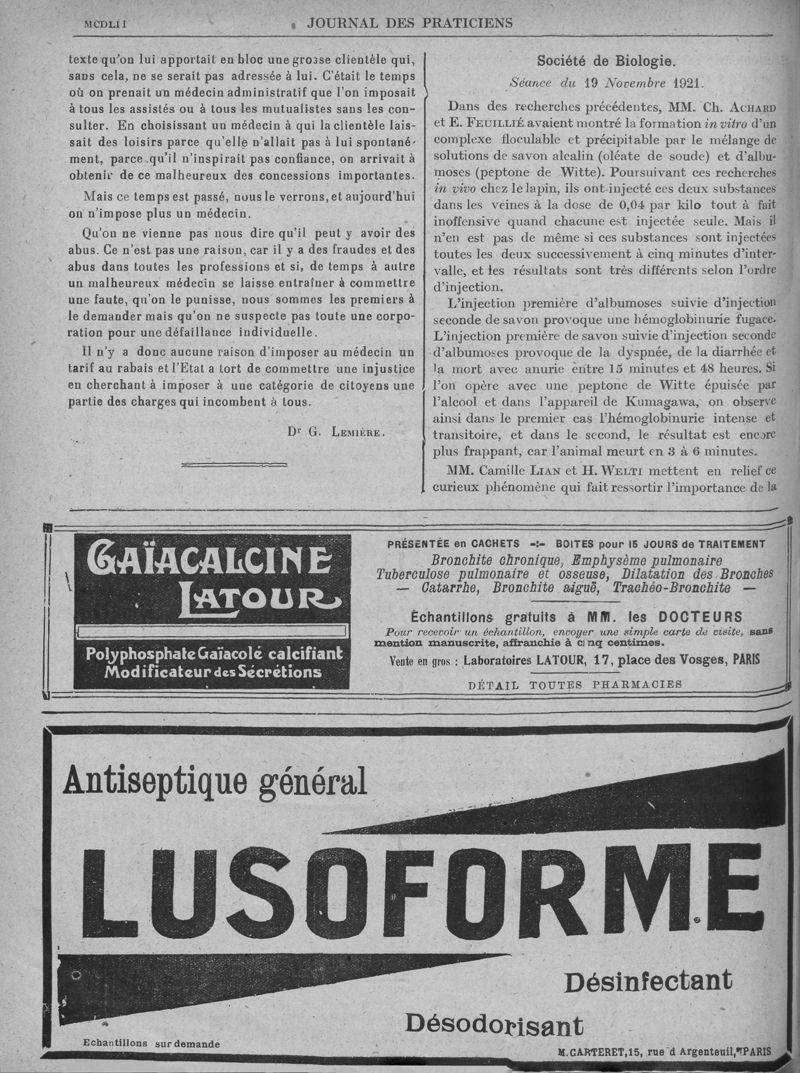 MCDLII
JOURNAL DES PRATICIENS
texte qu'on lui apportait en bloc une grosse clientèle qui,
sans cela, ne se serait pas adressée à lui. C'était le temps
où on prenait un médecin administratif que l'on imposait
à tous les assistés ou à tous les mutualistes sans les con-
sulter. En choisissant un médecin à qui la clientèle lais-
sait des loisirs parce qu'elle n'allait pas à lui spontané-
ment, parce qu'il n'inspirait pas confiance, on arrivait à
obtenir de ce malheureux des concessions importantes.
Mais ce temps est passé, nous le verrons, et aujourd'hui
on n'impose plus un médecin.
Qu'on ne vienne pas nous dire qu'il peut y avoir des
abus. Ce n'est pas une raison, car il y a des fraudes et des
abus dans toutes les professions et si, de temps à autre
un malheureux médecin se laisse entraîner à commettre
une faute, qu'on le punisse, nous sommes les premiers à
le demander mais qu'on ne suspecte pas toute une corpo-
ration pour une défaillance individuelle.
Il n'y a donc aucune raison d'imposer au médecin un
tarif au rabais et l'Etat a tort de commettre une injustice
en cherchant à imposer à une catégorie de citoyens une
partie des charges qui incombent à tous.
Dr G. LEMIÈRE.
Société de Biologie.
Séance du 19 Novembre 1921.
Dans des recherches précédentes, MM. Ch. ACHARD
et E. FEUILLIÉ avaient montré la formation in vitro d'un
complexe floculable et précipitable par le mélange de
solutions de savon alcalin (oléate de soude) et d'albu-
moses (peptone de Witte). Poursuivant ces recherches
in vivo chez le lapin, ils ont injecté ces deux substances
dans les veines à la dose de 0,04 par kilo tout à fait
inoffensive quand chacune est injectée seule. Mais il
n'en est pas de même si ces substances sont injectées
toutes les deux successivement à cinq minutes d'inter-
valle, et les résultats sont très différents selon l'ordre
d'injection.
L'injection première d'albumoses suivie d'injection
seconde de savon provoque une hémoglobinurie fugace.
L'injection première de savon suivie d'injection seconde
d'albumoses provoque de la dyspnée, de la diarrhée et
la mort avec anurie entre 15 minutes et 48 heures. Si
l'on opère avec une peptone de Witte épuisée par
l'alcool et dans l'appareil de Kumagawa, on observe
ainsi dans le premier cas l'hémoglobinurie intense et
transitoire, et dans le second, le résultat est encore
plus frappant, car l'animal meurt en 3 à 6 minutes.
MM. Camille LIAN et H. WELTI mettent en relief ce
curieux phénomène qui fait ressortir l'importance de la
GAÏACALCINE
LATOUR
Polyphosphate Gaïacolé calcifiant
Modificateur des Sécrétions
PRÉSENTÉE en CACHETS -:- BOITES pour 15 JOURS de TRAITEMENT
Bronchite chronique, Emphysème pulmonaire
Tuberculose pulmonaire et osseuse, Dilatation des Bronches
— Catarrhe, Bronchite aiguë, Trachéo-Bronchite —
Échantillons gratuits à MM. les DOCTEURS
Pour recevoir un échantillon, envoyer une simple carte de visite, sans
mention manuscrite, affranchie à cinq centimes.
Vente en gros : Laboratoires LATOUR, 17, place des Vosges, PARIS
DÉTAIL TOUTES PHARMACIES
Antiseptique général
LUSOFORME
Désinfectant
Désodorisant
Echantillons sur demande
M. CARTERET, 15, rue d'Argenteuil, PARIS